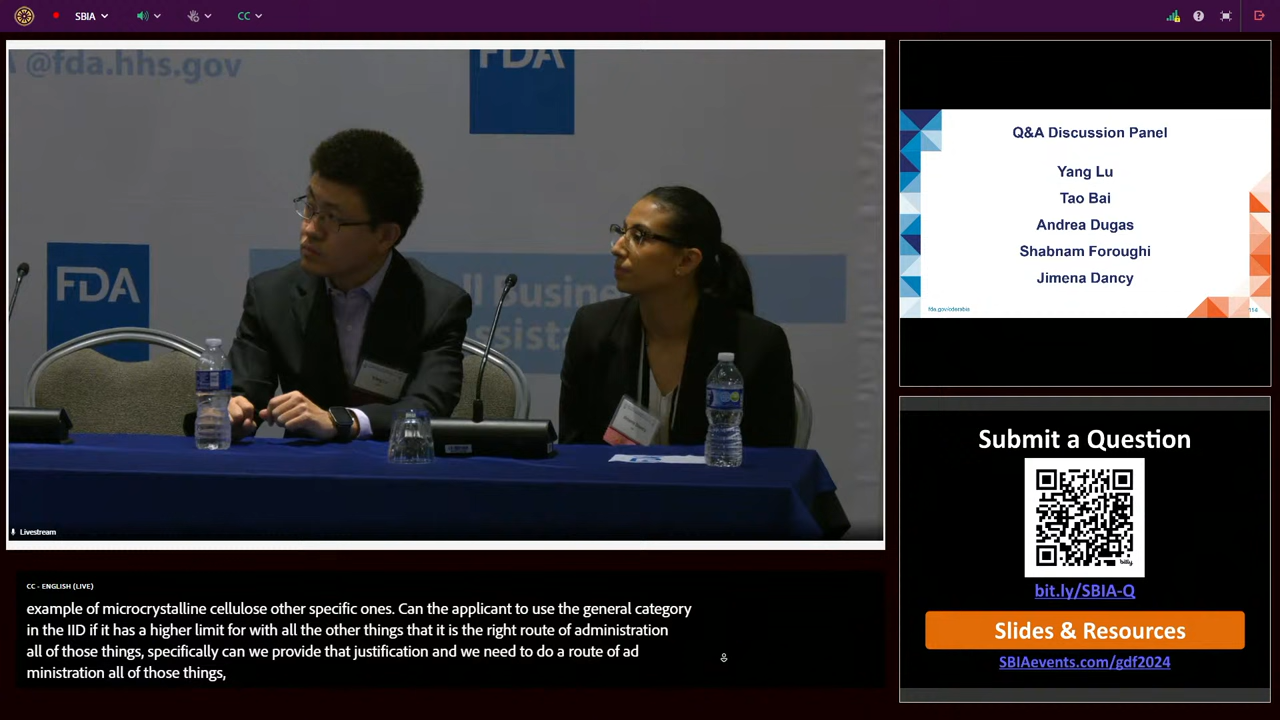 SBIA
CC
@fda.hhs.gov
FDA
FDA
ll Busine
ssista
Livestream
CC - ENGLISH (LIVE)
example of microcrystalline cellulose other specific ones. Can the applicant to use the general category
in the IID if it has a higher limit for with all the other things that it is the right route of administration
all of those things, specifically can we provide that justification and we need to do a route of ad
ministration all of those things,
Q&A Discussion Panel
Yang Lu
Tao Bai
Andrea Dugas
Shabnam Foroughi
Jimena Dancy
Submit a Question
bitly
bit.ly/SBIA-Q
Slides & Resources
SBIAevents.com/gdf2024